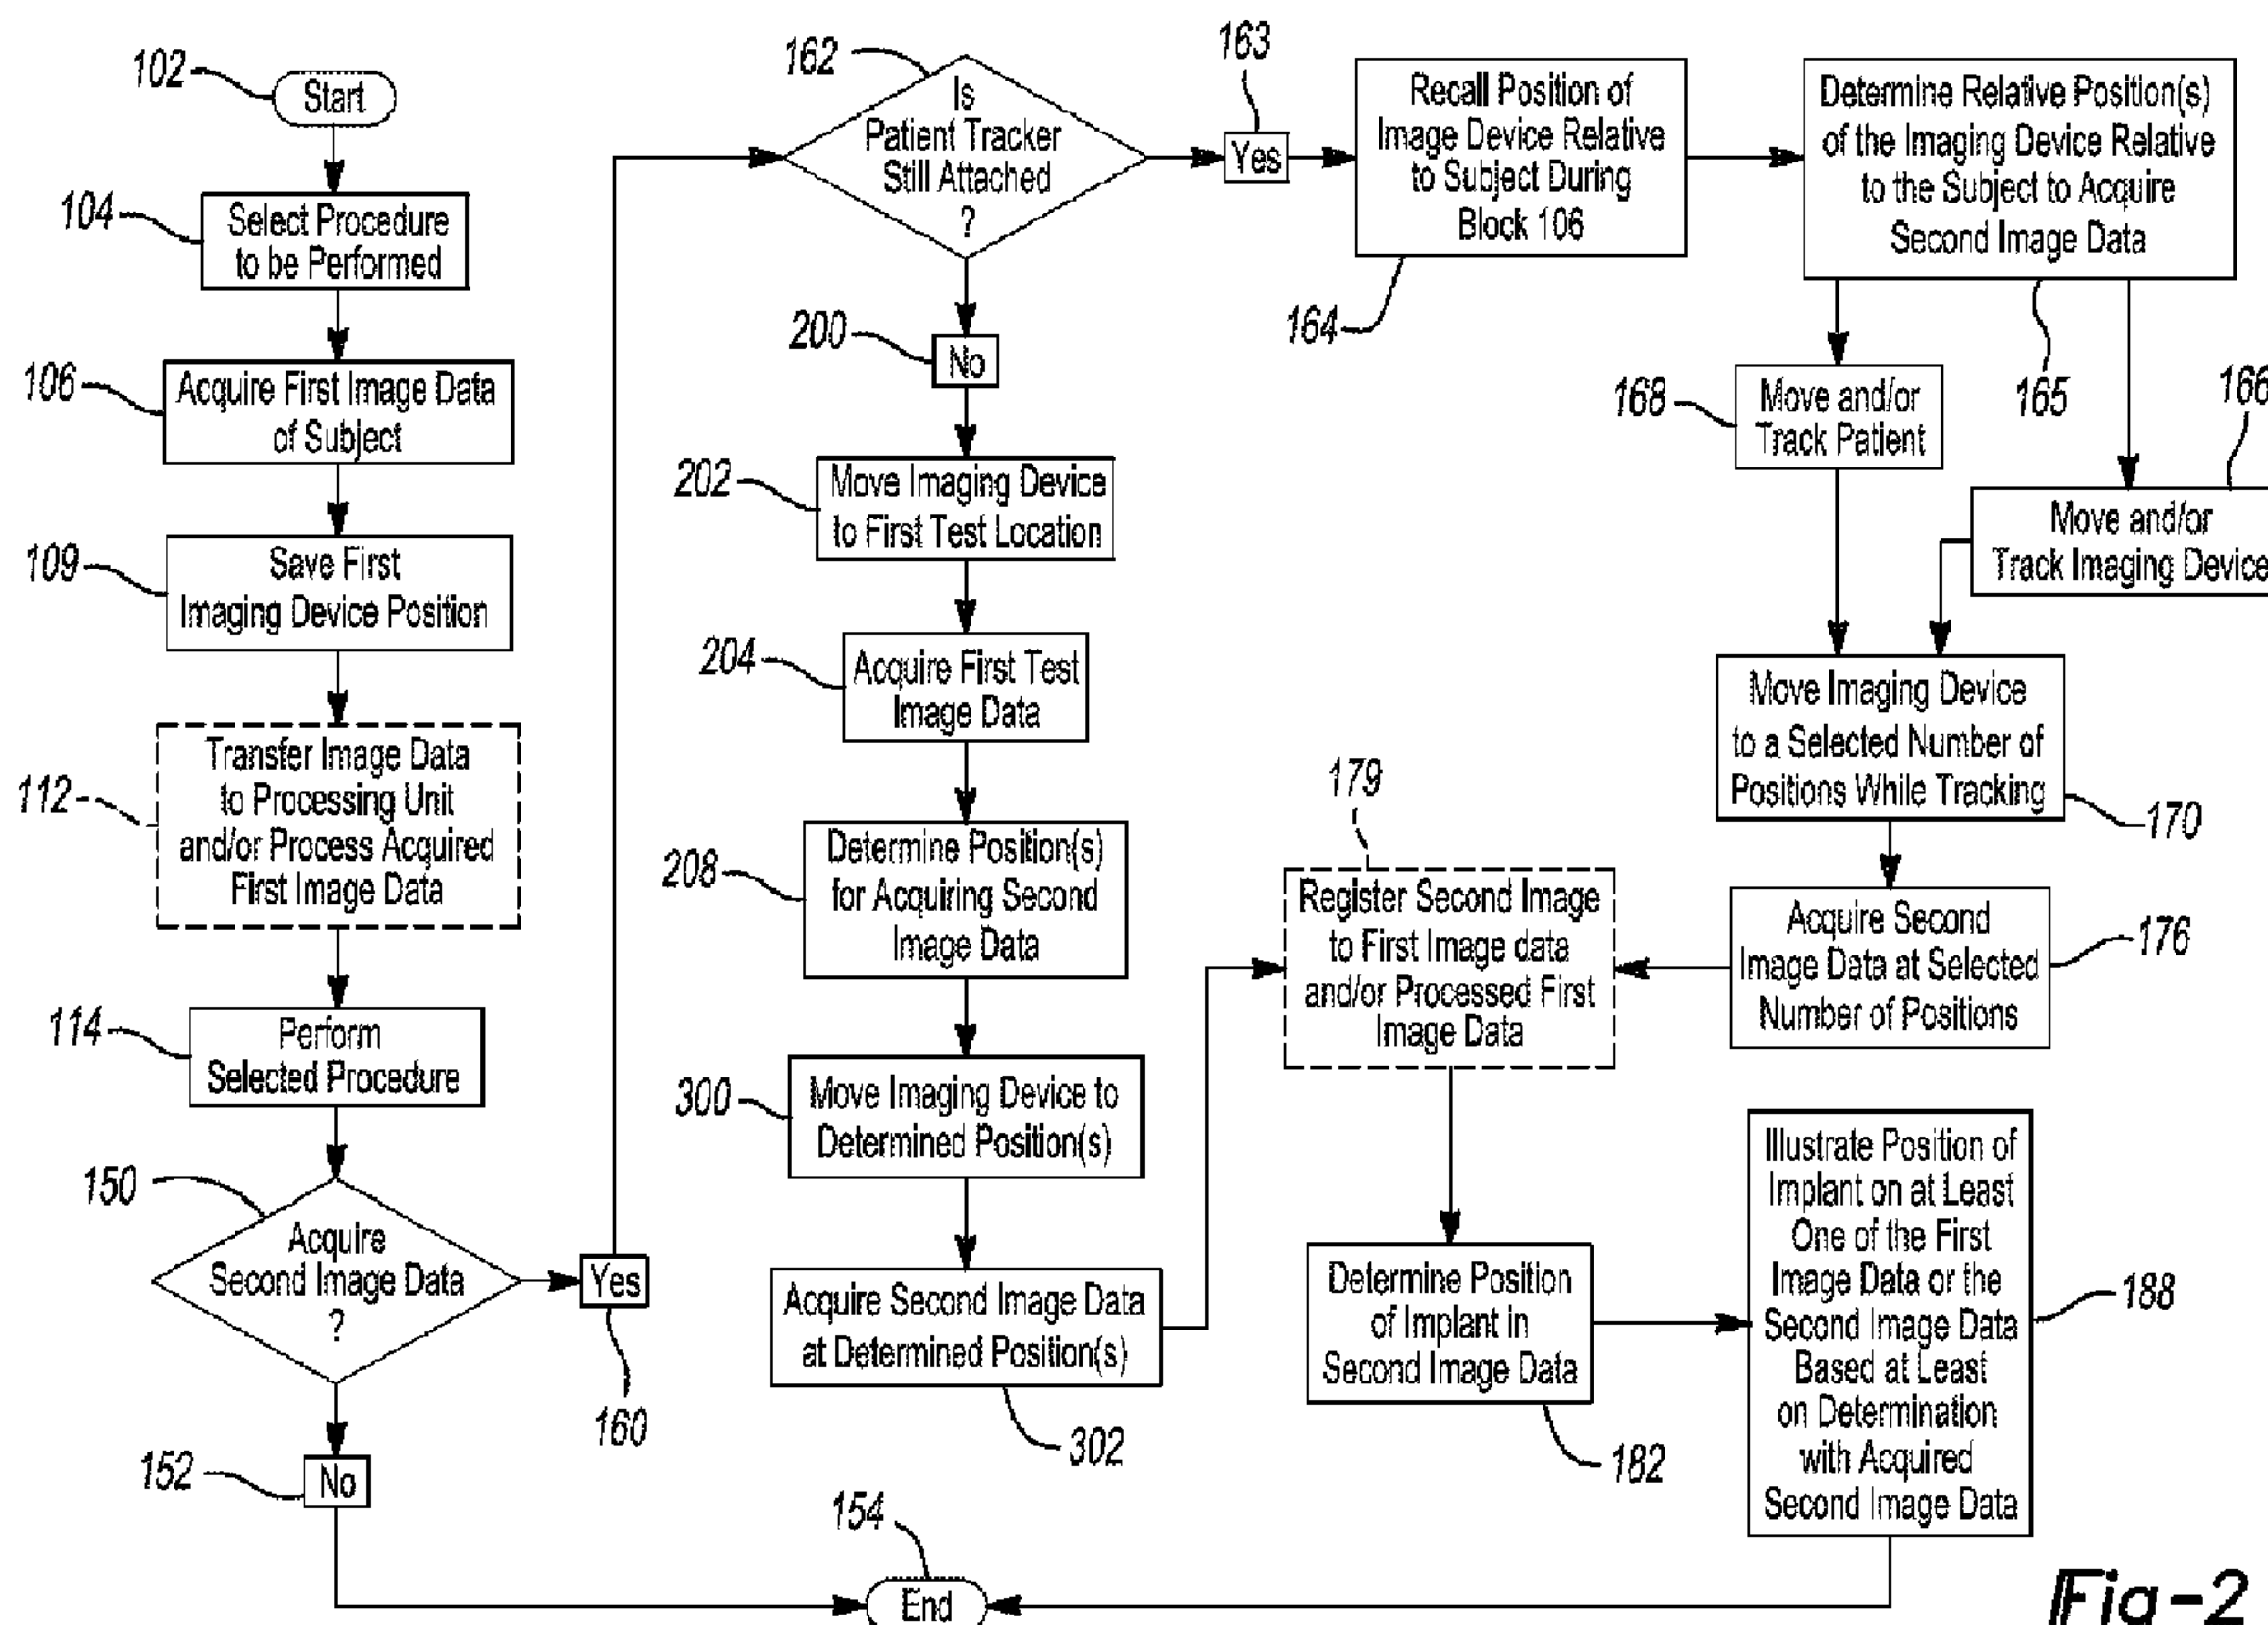 102
Start
104
Select Procedure
to be Performed
106
Acquire First Image Data
of Subject
109
Save First
Imaging Device Position
112
Transfer Image Data
to Processing Unit
and/or Process Acquired
First Image Data
114
Perform
Selected Procedure
150
Acquire
Second Image Data
?
Yes
160
152
No
154
End
162
Is
Patient Tracker
Still Attached
?
163
Yes
200
No
202
Move Imaging Device
to First Test Location
204
Acquire First Test
Image Data
208
Determine Position(s)
for Acquiring Second
Image Data
300
Move Imaging Device to
Determined Position(s)
Acquire Second Image Data
at Determined Position(s)
302
Recall Position of
Image Device Relative
to Subject During
Block 106
164
Determine Relative Position(s)
of the Imaging Device Relative
to the Subject to Acquire
Second Image Data
165
168
Move and/or
Track Patient
166
Move and/or
Track Imaging Device
Move Imaging Device
to a Selected Number of
Positions While Tracking
170
Acquire Second
Image Data at Selected
Number of Positions
176
179
Register Second Image
to First Image data
and/or Processed First
Image Data
Determine Position
of Implant in
Second Image Data
182
Illustrate Position of
Implant on at Least
One of the First
Image Data or the
Second Image Data
Based at Least
on Determination
with Acquired
Second Image Data
188
Fig-2